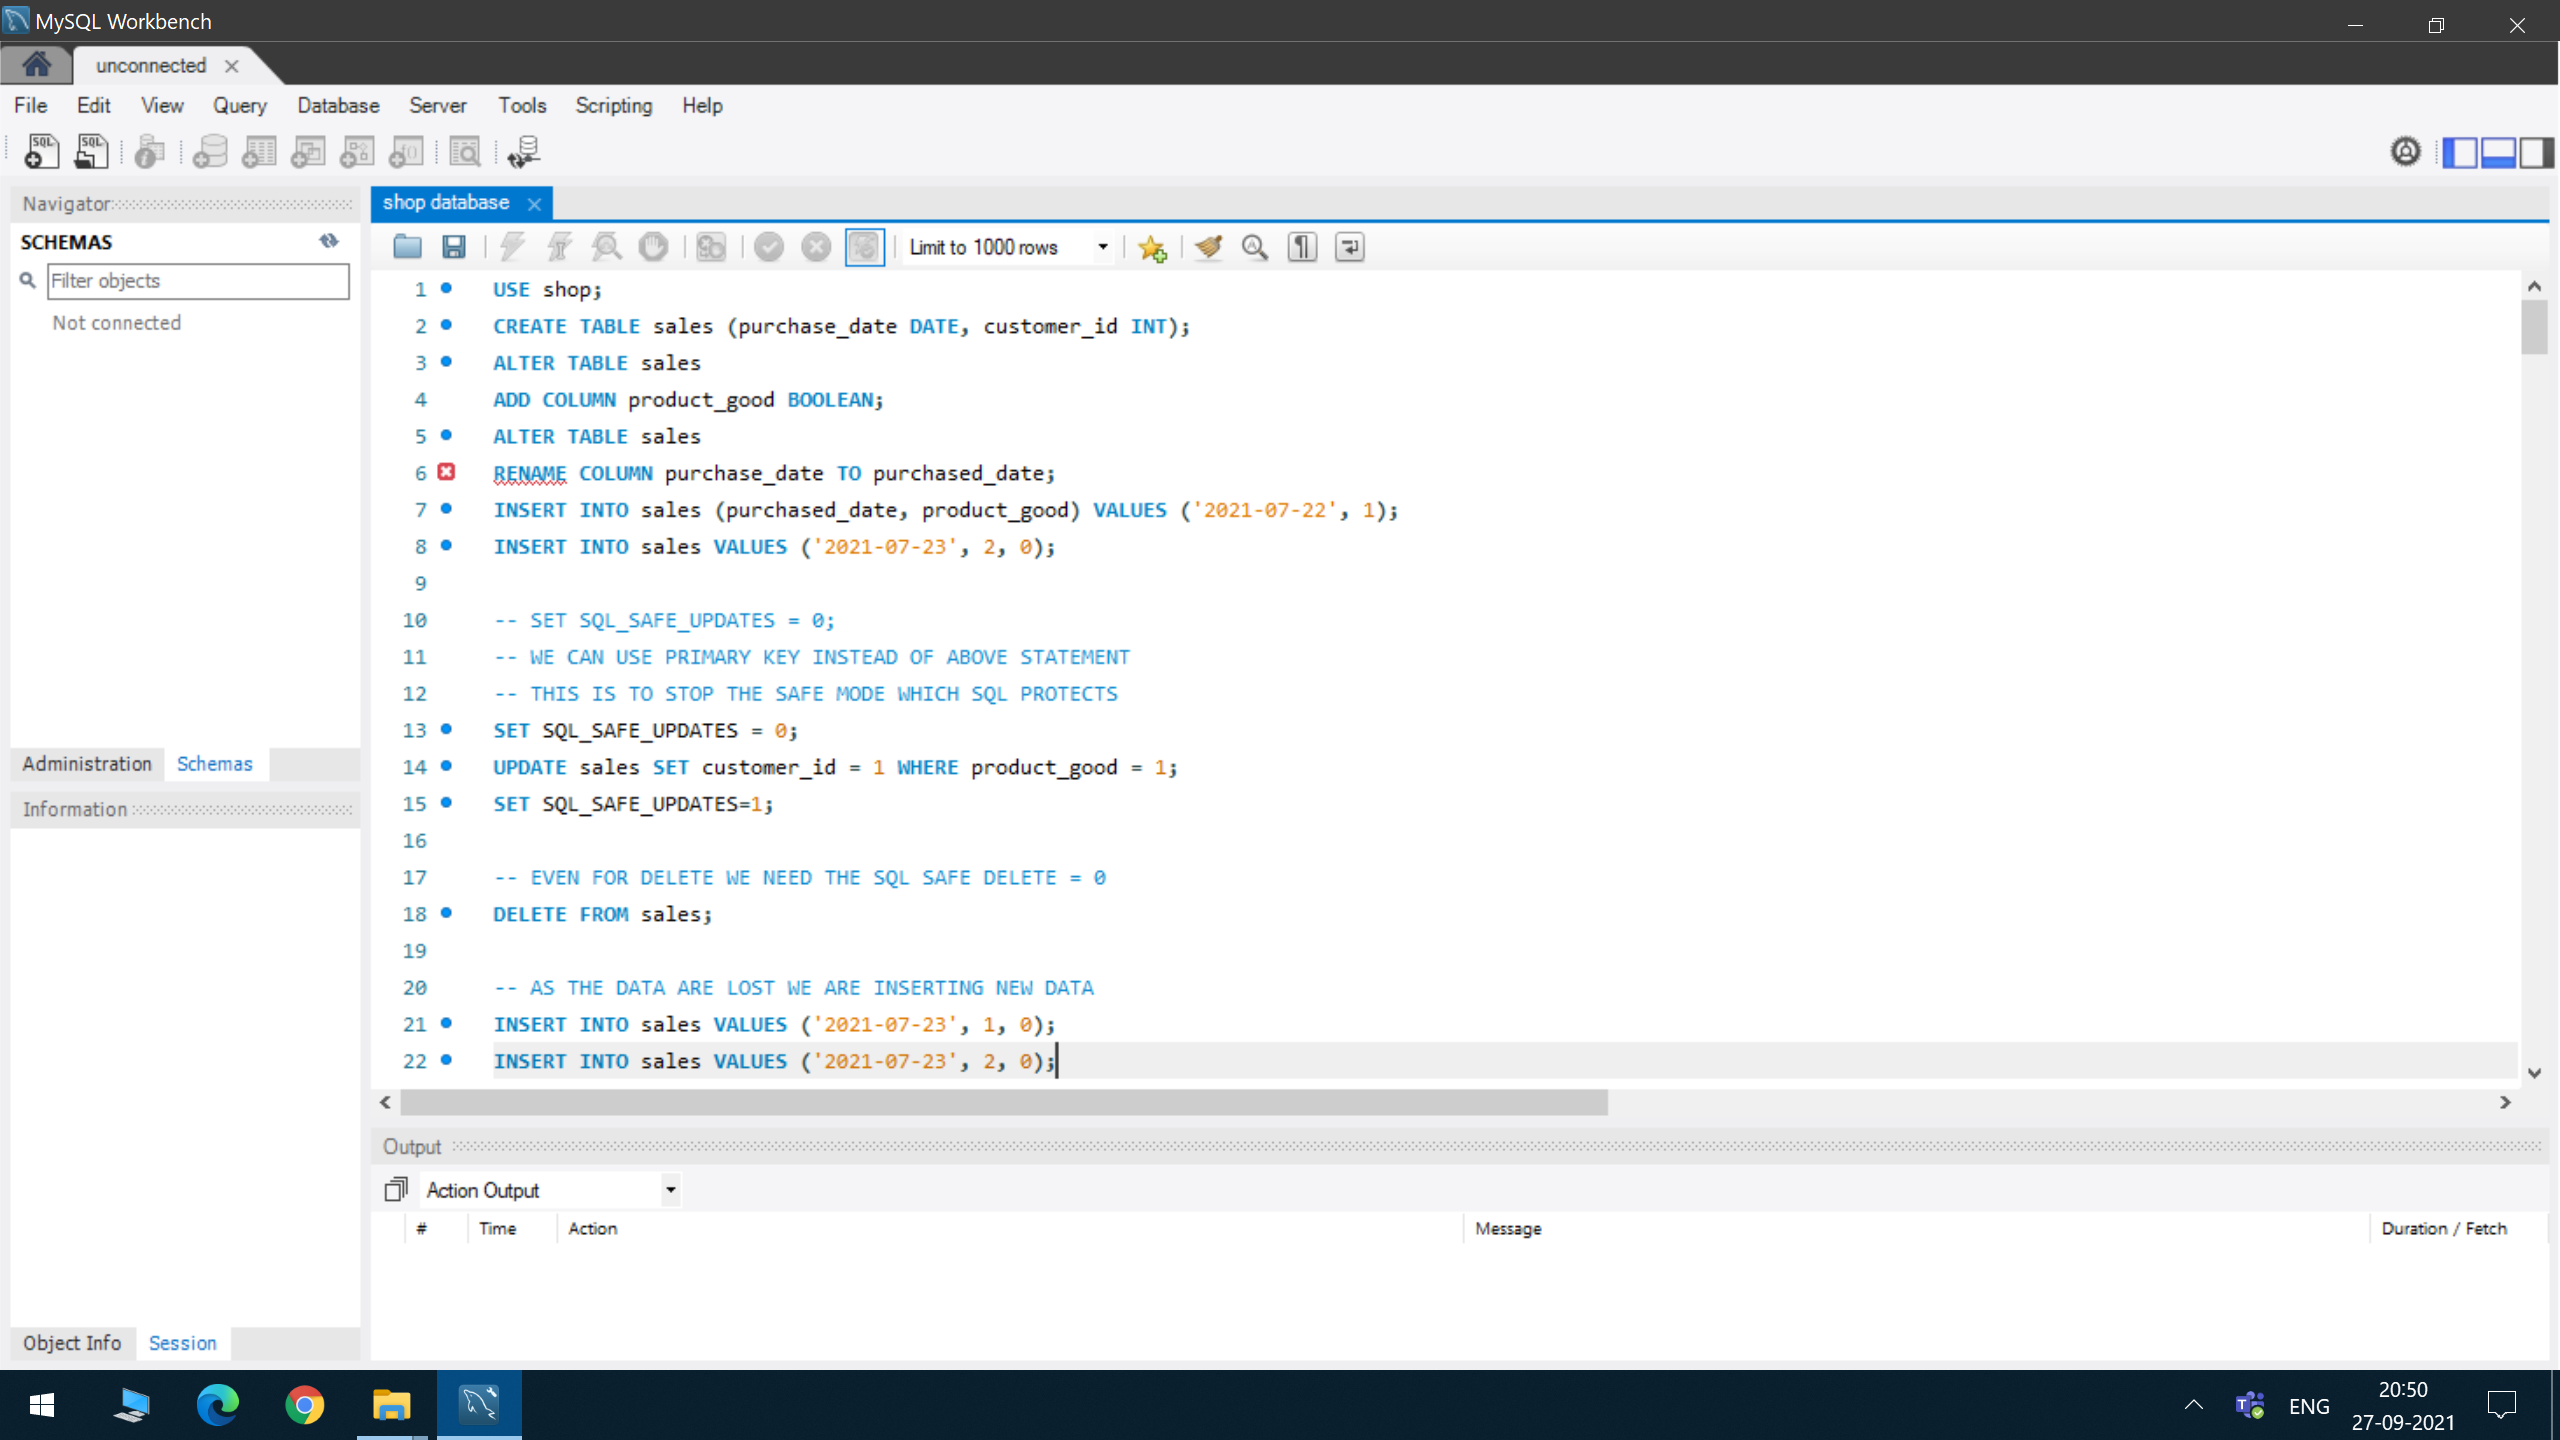 MySQL Workbench
unconnected
File Edit View Query Database Server Tools Scripting Help
Navigator
SCHEMAS
Filter objects
Not connected
Administration Schemas
Information
Object Info Session
shop database
Limit to 1000 rows
1 USE shop;
2 CREATE TABLE sales (purchase_date DATE, customer_id INT);
3 ALTER TABLE sales
4 ADD COLUMN product_good BOOLEAN;
5 ALTER TABLE sales
6 RENAME COLUMN purchase_date TO purchased_date;
7 INSERT INTO sales (purchased_date, product_good) VALUES ('2021-07-22', 1);
8 INSERT INTO sales VALUES ('2021-07-23', 2, 0);
9
10 -- SET SQL_SAFE_UPDATES = 0;
11 -- WE CAN USE PRIMARY KEY INSTEAD OF ABOVE STATEMENT
12 -- THIS IS TO STOP THE SAFE MODE WHICH SQL PROTECTS
13 SET SQL_SAFE_UPDATES = 0;
14 UPDATE sales SET customer_id = 1 WHERE product_good = 1;
15 SET SQL_SAFE_UPDATES=1;
16
17 -- EVEN FOR DELETE WE NEED THE SQL SAFE DELETE = 0
18 DELETE FROM sales;
19
20 -- AS THE DATA ARE LOST WE ARE INSERTING NEW DATA
21 INSERT INTO sales VALUES ('2021-07-23', 1, 0);
22 INSERT INTO sales VALUES ('2021-07-23', 2, 0);
Output
Action Output
# Time Action Message Duration / Fetch
ENG
20:50
27-09-2021